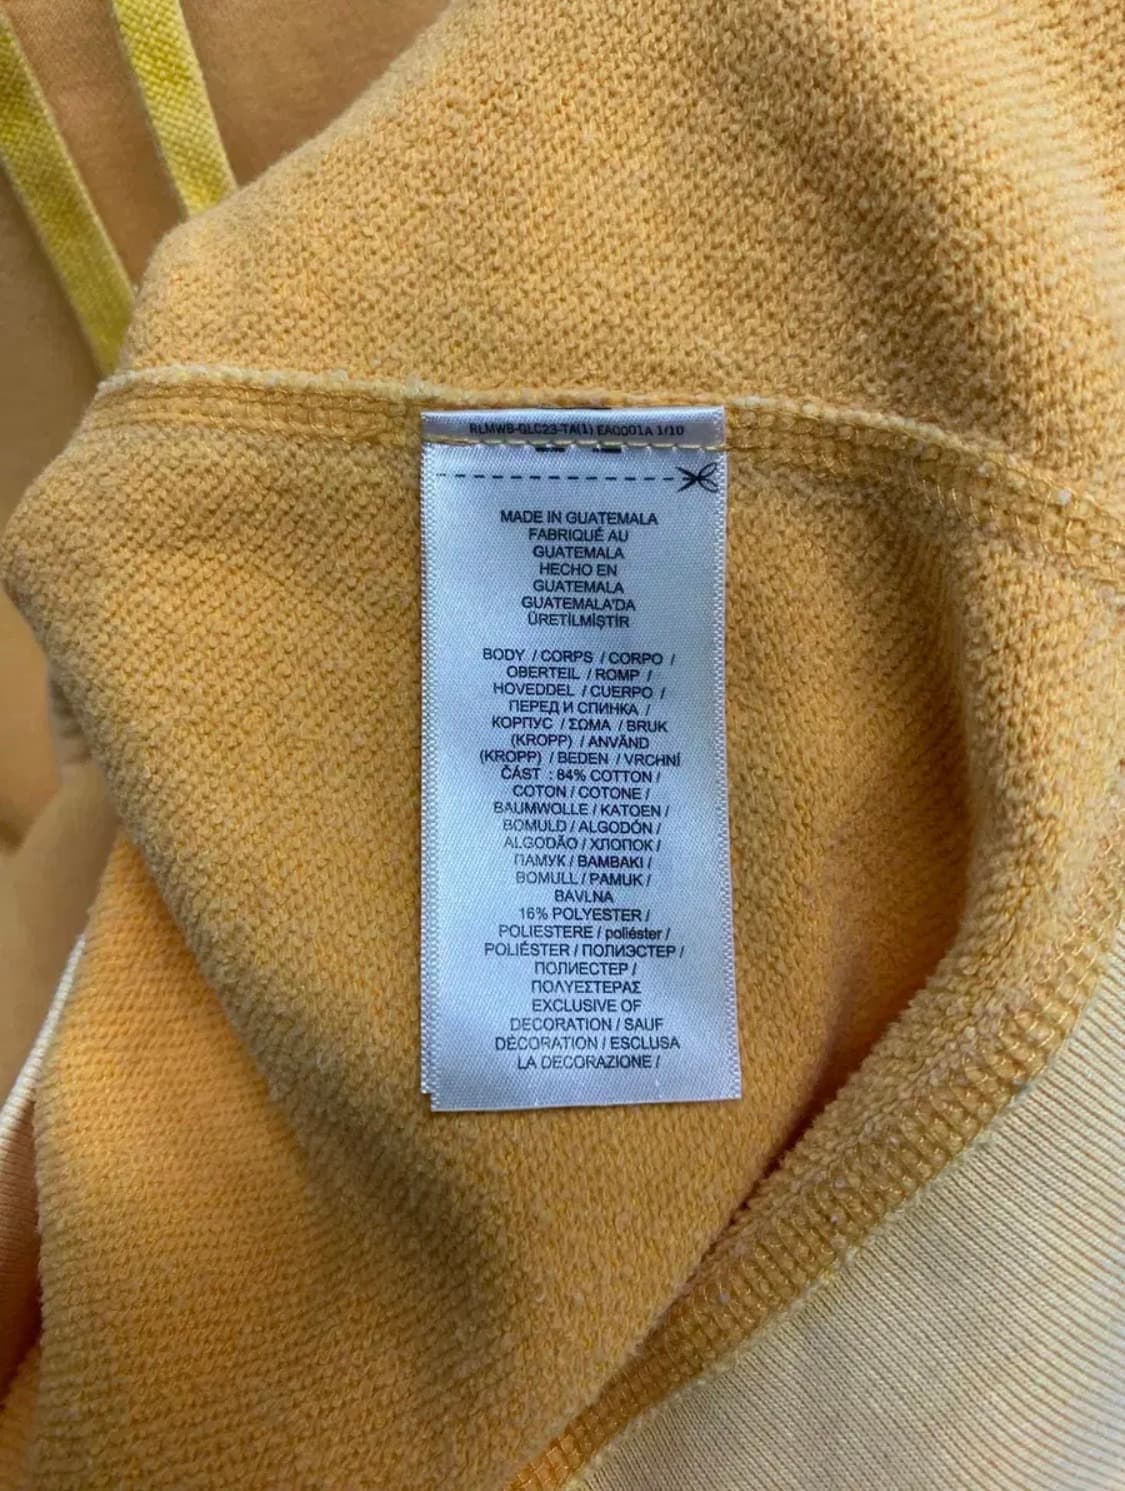 RLMWB-GLC23-TA(1) EA0001A 1/10
MADE IN GUATEMALA
FABRIQUÉ AU
GUATEMALA
HECHO EN
GUATEMALA
GUATEMALA'DA
ÜRETİLMİŞTİR
BODY / CORPS / CORPO /
OBERTEIL / ROMP /
HOVEDDEL / CUERPO /
ПЕРЕД И СПИНКА /
КОРПУС / ΣΩΜΑ / BRUK
(KROPP) / ANVÄND
(KROPP) / BEDEN / VRCHNÍ
ČÁST : 84% COTTON /
COTON / COTONE /
BAUMWOLLE / KATOEN /
BOMULD / ALGODÓN /
ALGODÃO / ХЛОПОК /
ПАМУК / ΒΑΜΒΑΚΙ /
BOMULL / PAMUK /
BAVLNA
16% POLYESTER /
POLIESTERE / poliéster /
POLIÉSTER / ПОЛИЭСТЕР /
ПОЛИЕСТЕР /
ΠΟΛΥΕΣΤΕΡΑΣ
EXCLUSIVE OF
DECORATION / SAUF
DÉCORATION / ESCLUSA
LA DECORAZIONE /